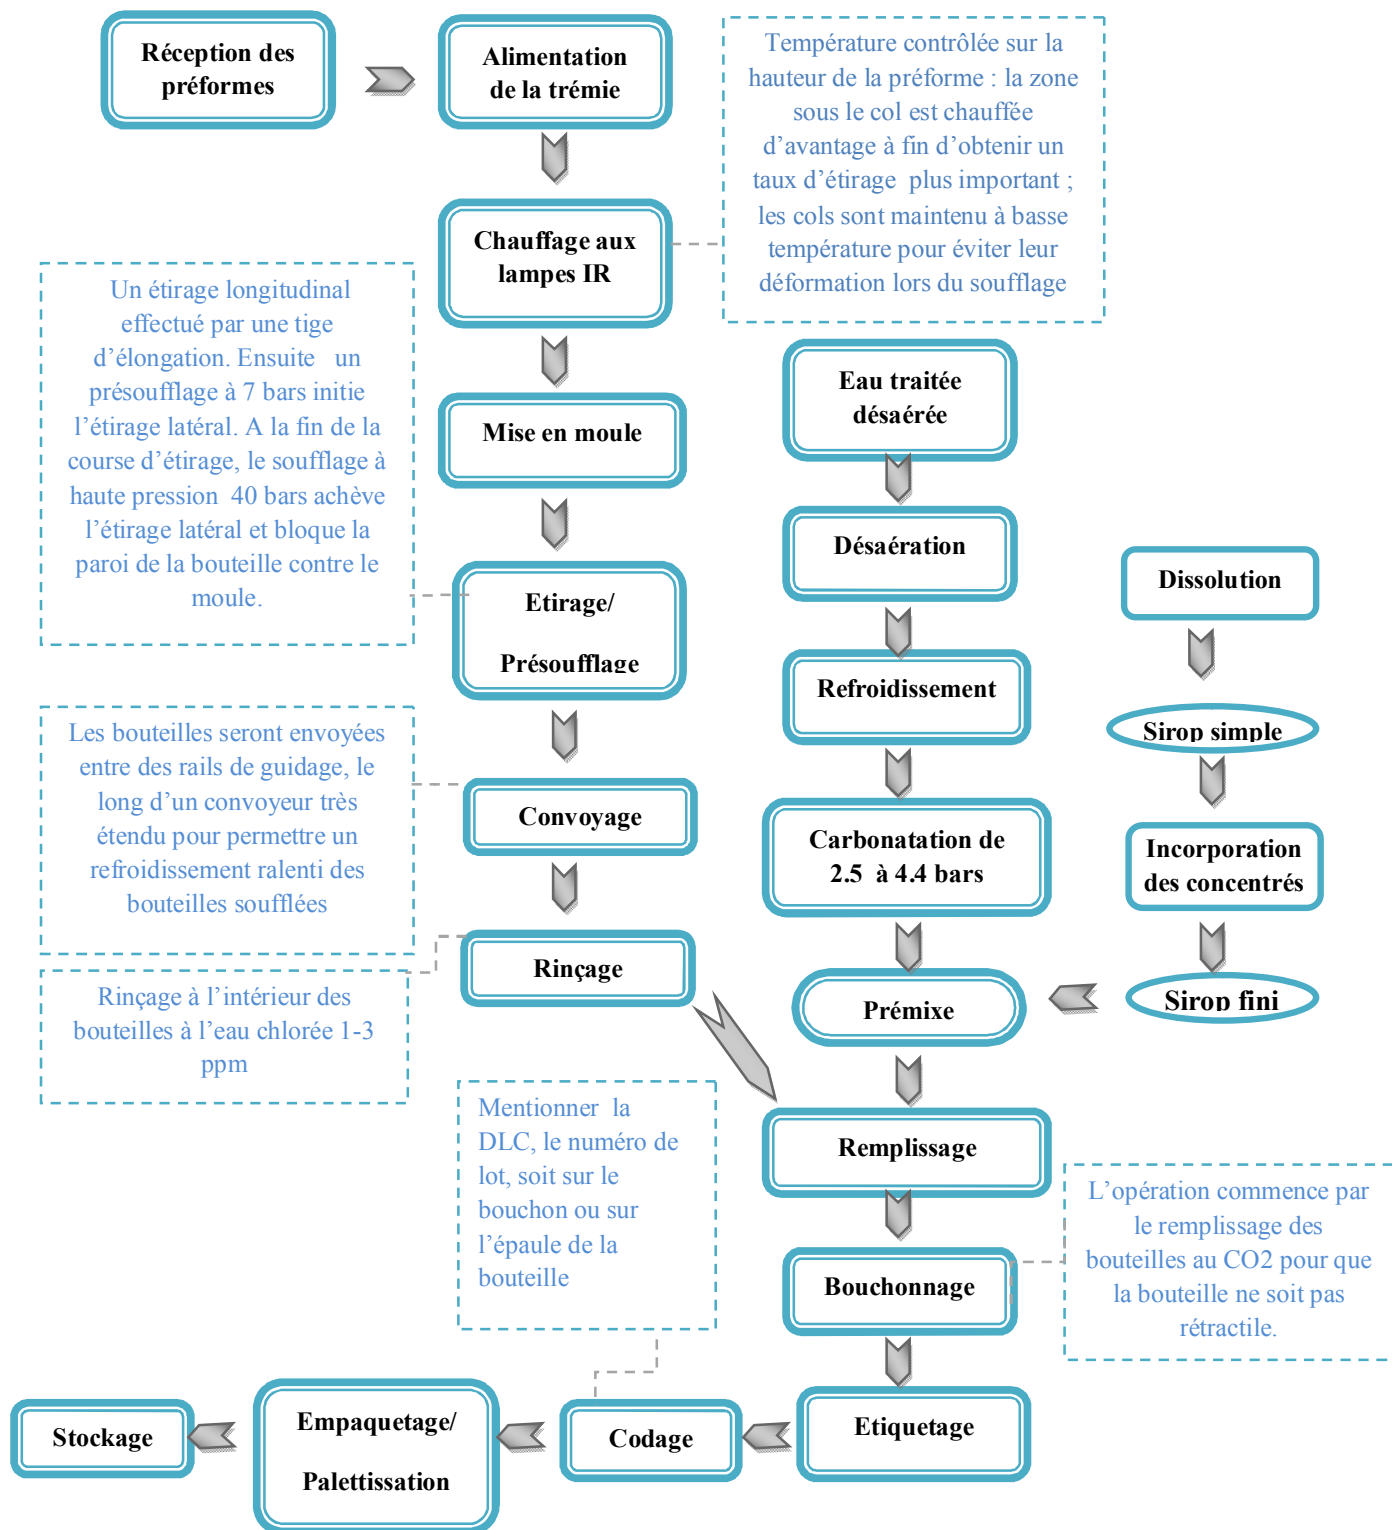 Réception des
préformes
Alimentation
de la trémie
Température contrôlée sur la
hauteur de la préforme : la zone
sous le col est chauffée
d’avantage à fin d’obtenir un
taux d’étirage plus important ;
les cols sont maintenu à basse
température pour éviter leur
déformation lors du soufflage
Chauffage aux
lampes IR
Un étirage longitudinal
effectué par une tige
d’élongation. Ensuite un
présoufflage à 7 bars initie
l’étirage latéral. A la fin de la
course d’étirage, le soufflage à
haute pression 40 bars achève
l’étirage latéral et bloque la
paroi de la bouteille contre le
moule.
Mise en moule
Etirage/
Présoufflage
Les bouteilles seront envoyées
entre des rails de guidage, le
long d’un convoyeur très
étendu pour permettre un
refroidissement ralenti des
bouteilles soufflées
Convoyage
Rinçage à l’intérieur des
bouteilles à l’eau chlorée 1-3
ppm
Rinçage
Eau traitée
désaérée
Désaération
Refroidissement
Carbonatation de
2.5 à 4.4 bars
Dissolution
Sirop simple
Incorporation
des concentrés
Sirop fini
Prémixe
Remplissage
L’opération commence par
le remplissage des
bouteilles au CO2 pour que
la bouteille ne soit pas
rétractile.
Bouchonnage
Etiquetage
Mentionner la
DLC, le numéro de
lot, soit sur le
bouchon ou sur
l’épaule de la
bouteille
Codage
Empaquetage/
Palettissation
Stockage